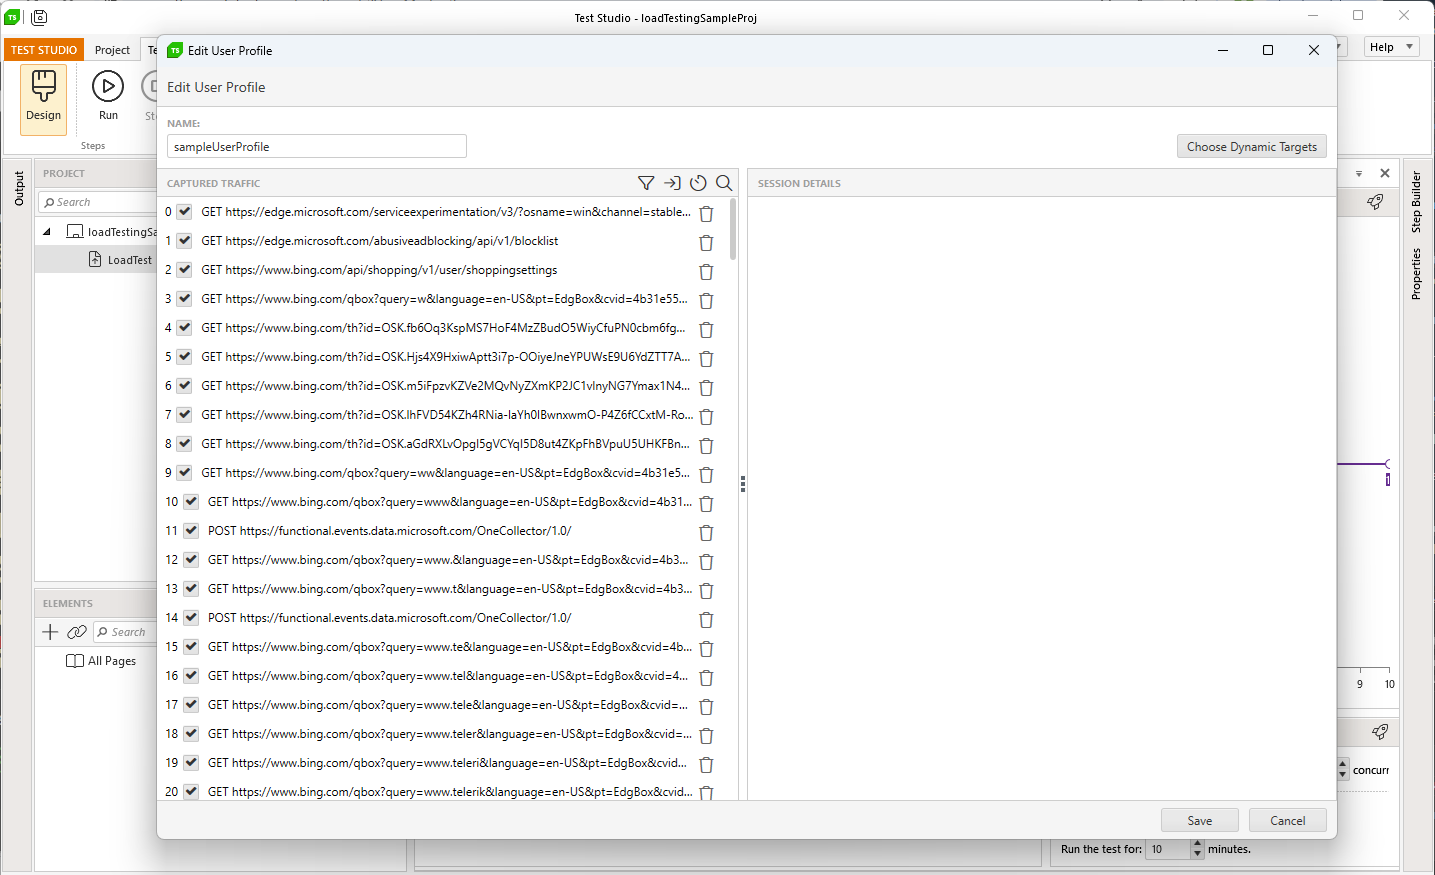 Test Studio - loadTestingSampleProj
TEST STUDIO
Project
Te
Help
Design
Run
Steps
Edit User Profile
Edit User Profile
NAME:
sampleUserProfile
Choose Dynamic Targets
Output
PROJECT
Search
loadTestingSa
LoadTest
ELEMENTS
Search
All Pages
CAPTURED TRAFFIC
SESSION DETAILS
0 GET https://edge.microsoft.com/serviceexperimentation/v3/?osname=win&channel=stable...
1 GET https://edge.microsoft.com/abusiveadblocking/api/v1/blocklist
2 GET https://www.bing.com/api/shopping/v1/user/shoppingsettings
3 GET https://www.bing.com/qbox?query=w&language=en-US&pt=EdgBox&cvid=4b31e55...
4 GET https://www.bing.com/th?id=OSK.fb6Oq3KspMS7HoF4MzZBudO5WiyCfuPN0cbm6fg...
5 GET https://www.bing.com/th?id=OSK.Hjs4X9HxiwAptt3i7p-OOiyeJneYPUWsE9U6YdZTT7A...
6 GET https://www.bing.com/th?id=OSK.m5iFpzvKZVe2MQvNyZXmKP2JC1vlnyNG7Ymax1N4...
7 GET https://www.bing.com/th?id=OSK.lhFVD54KZh4RNia-IaYh0IBwnxwmO-P4Z6fCCxtM-Ro...
8 GET https://www.bing.com/th?id=OSK.aGdRXLvOpgI5gVCYqI5D8ut4ZKpFhBVpuU5UHKFBn...
9 GET https://www.bing.com/qbox?query=ww&language=en-US&pt=EdgBox&cvid=4b31e5...
10 GET https://www.bing.com/qbox?query=www&language=en-US&pt=EdgBox&cvid=4b31...
11 POST https://functional.events.data.microsoft.com/OneCollector/1.0/
12 GET https://www.bing.com/qbox?query=www.&language=en-US&pt=EdgBox&cvid=4b3...
13 GET https://www.bing.com/qbox?query=www.t&language=en-US&pt=EdgBox&cvid=4b3...
14 POST https://functional.events.data.microsoft.com/OneCollector/1.0/
15 GET https://www.bing.com/qbox?query=www.te&language=en-US&pt=EdgBox&cvid=4b...
16 GET https://www.bing.com/qbox?query=www.tel&language=en-US&pt=EdgBox&cvid=4...
17 GET https://www.bing.com/qbox?query=www.tele&language=en-US&pt=EdgBox&cvid=...
18 GET https://www.bing.com/qbox?query=www.teler&language=en-US&pt=EdgBox&cvid=...
19 GET https://www.bing.com/qbox?query=www.teleri&language=en-US&pt=EdgBox&cvid...
20 GET https://www.bing.com/qbox?query=www.telerik&language=en-US&pt=EdgBox&cvid...
Save
Cancel
Step Builder
Properties
9 10
concurr
Run the test for: 10 minutes.